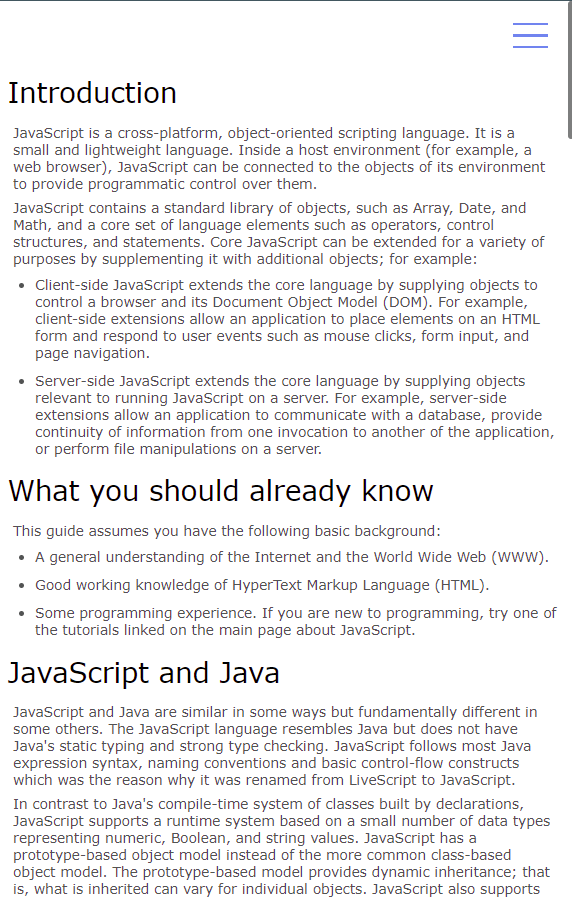 Introduction
JavaScript is a cross-platform, object-oriented scripting language. It is a
small and lightweight language. Inside a host environment (for example, a
web browser), JavaScript can be connected to the objects of its environment
to provide programmatic control over them.
JavaScript contains a standard library of objects, such as Array, Date, and
Math, and a core set of language elements such as operators, control
structures, and statements. Core JavaScript can be extended for a variety of
purposes by supplementing it with additional objects; for example:
• Client-side JavaScript extends the core language by supplying objects to
control a browser and its Document Object Model (DOM). For example,
client-side extensions allow an application to place elements on an HTML
form and respond to user events such as mouse clicks, form input, and
page navigation.
• Server-side JavaScript extends the core language by supplying objects
relevant to running JavaScript on a server. For example, server-side
extensions allow an application to communicate with a database, provide
continuity of information from one invocation to another of the application,
or perform file manipulations on a server.
What you should already know
This guide assumes you have the following basic background:
• A general understanding of the Internet and the World Wide Web (WWW).
• Good working knowledge of HyperText Markup Language (HTML).
• Some programming experience. If you are new to programming, try one of
the tutorials linked on the main page about JavaScript.
JavaScript and Java
JavaScript and Java are similar in some ways but fundamentally different in
some others. The JavaScript language resembles Java but does not have
Java's static typing and strong type checking. JavaScript follows most Java
expression syntax, naming conventions and basic control-flow constructs
which was the reason why it was renamed from LiveScript to JavaScript.
In contrast to Java's compile-time system of classes built by declarations,
JavaScript supports a runtime system based on a small number of data types
representing numeric, Boolean, and string values. JavaScript has a
prototype-based object model instead of the more common class-based
object model. The prototype-based model provides dynamic inheritance; that
is, what is inherited can vary for individual objects. JavaScript also supports